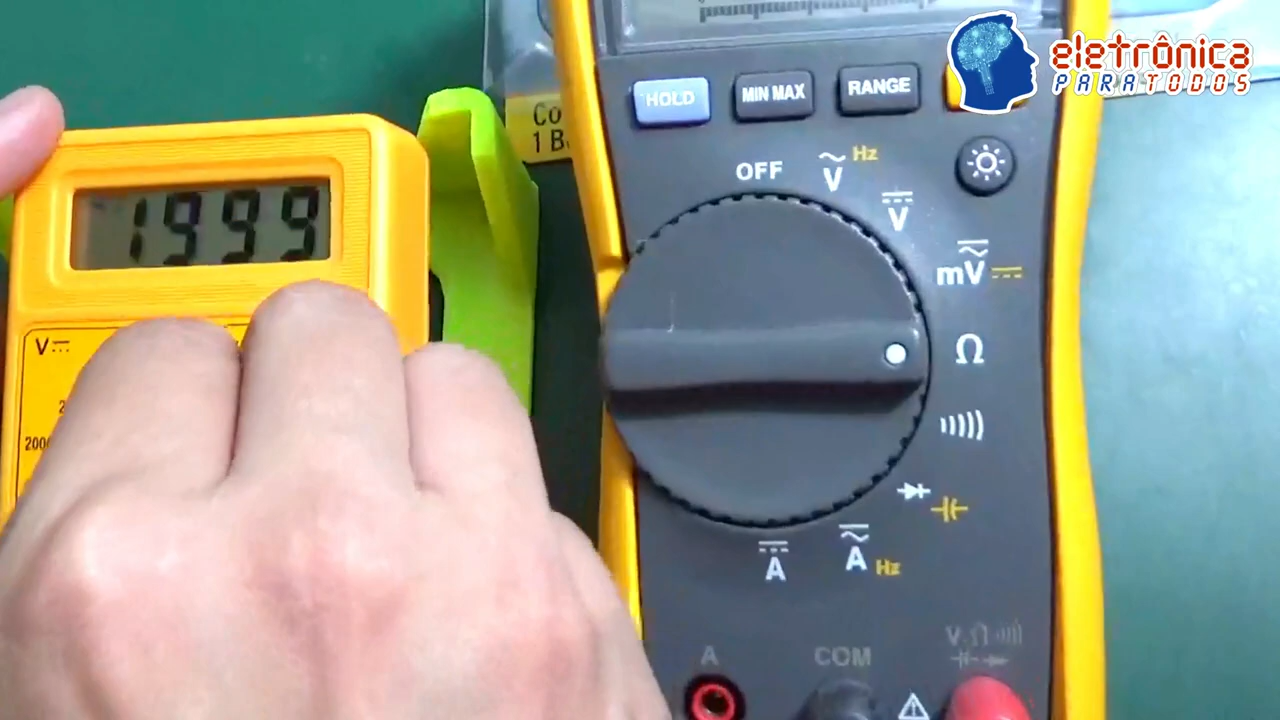 eletrônica
PARATODOS
HOLD
MIN MAX
RANGE
1999
OFF
V Hz
V
mV
Ω
A
A Hz
V⎓
A
COM
V Ω